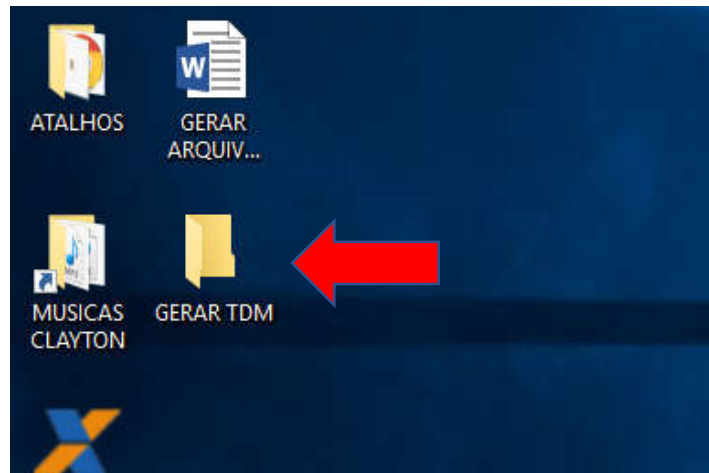 ATALHOS
GERAR
ARQUIV...
MUSICAS
CLAYTON
GERAR TDM